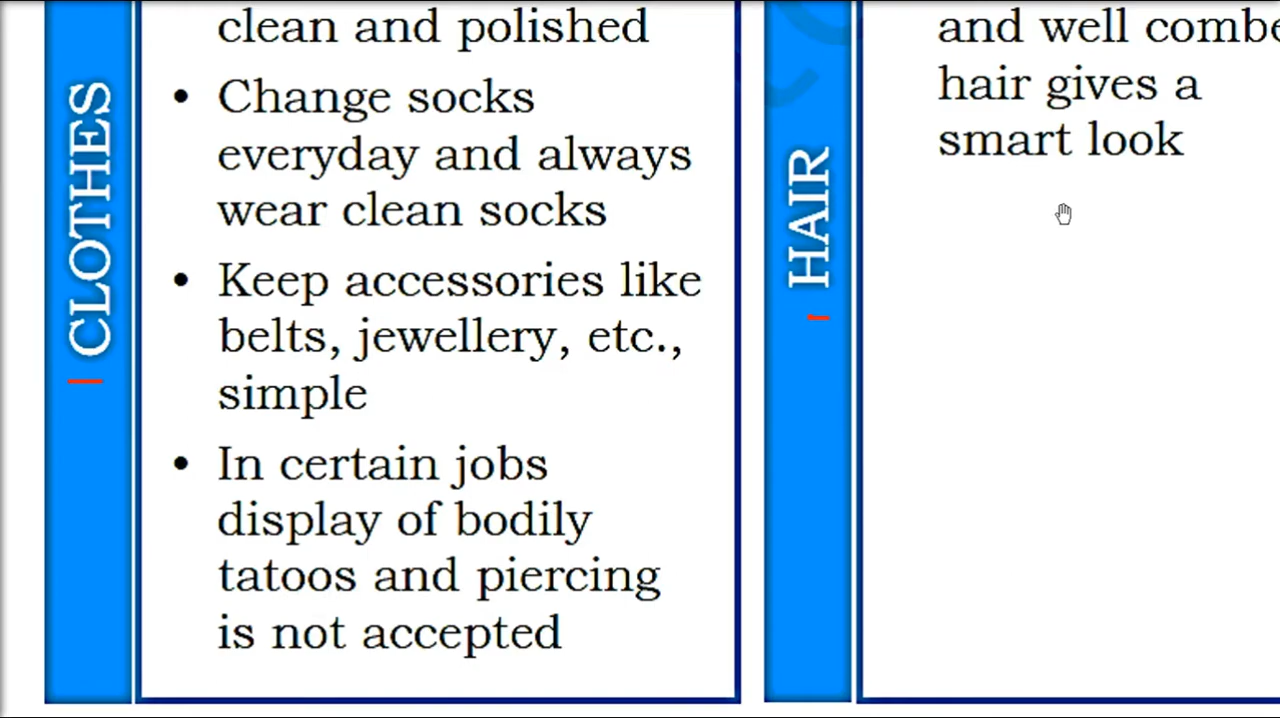 CLOTHES
clean and polished
• Change socks
everyday and always
wear clean socks
• Keep accessories like
belts, jewellery, etc.,
simple
• In certain jobs
display of bodily
tatoos and piercing
is not accepted
HAIR
and well
hair gives a
smart look